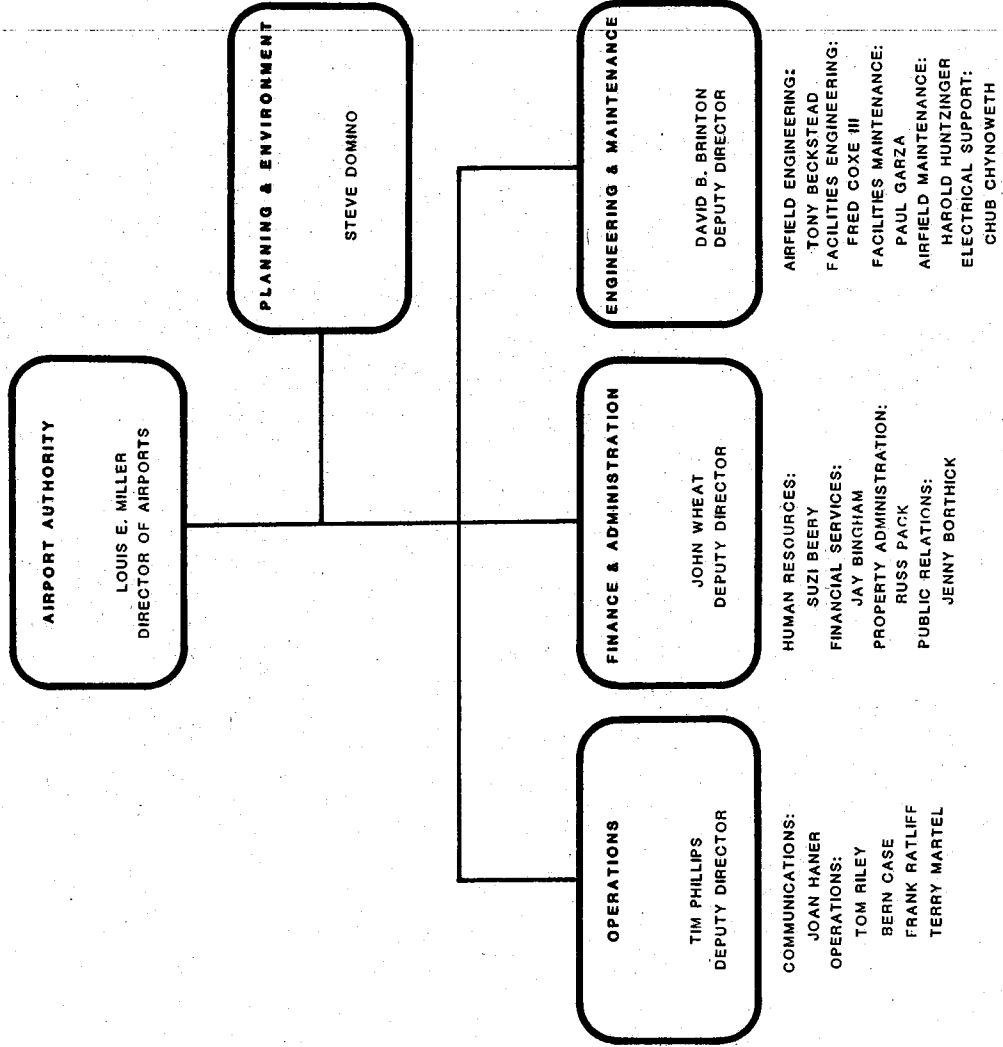 AIRPORT AUTHORITY
LOUIS E. MILLER
DIRECTOR OF AIRPORTS
PLANNING & ENVIRONMENT
STEVE DOMINO
OPERATIONS
TIM PHILLIPS
DEPUTY DIRECTOR
COMMUNICATIONS:
JOAN HANER
OPERATIONS:
TOM RILEY
BERN CASE
FRANK RATLIFF
TERRY MARTEL
FINANCE & ADMINISTRATION
JOHN WHEAT
DEPUTY DIRECTOR
HUMAN RESOURCES:
SUZI BEERY
FINANCIAL SERVICES:
JAY BINGHAM
PROPERTY ADMINISTRATION:
RUSS PACK
PUBLIC RELATIONS:
JENNY BORTHICK
ENGINEERING & MAINTENANCE
DAVID B. BRINTON
DEPUTY DIRECTOR
AIRFIELD ENGINEERING:
TONY BECKSTEAD
FACILITIES ENGINEERING:
FRED COXE III
FACILITIES MAINTENANCE:
PAUL GARZA
AIRFIELD MAINTENANCE:
HAROLD HUNTZINGER
ELECTRICAL SUPPORT:
CHUB CHYNOWETH